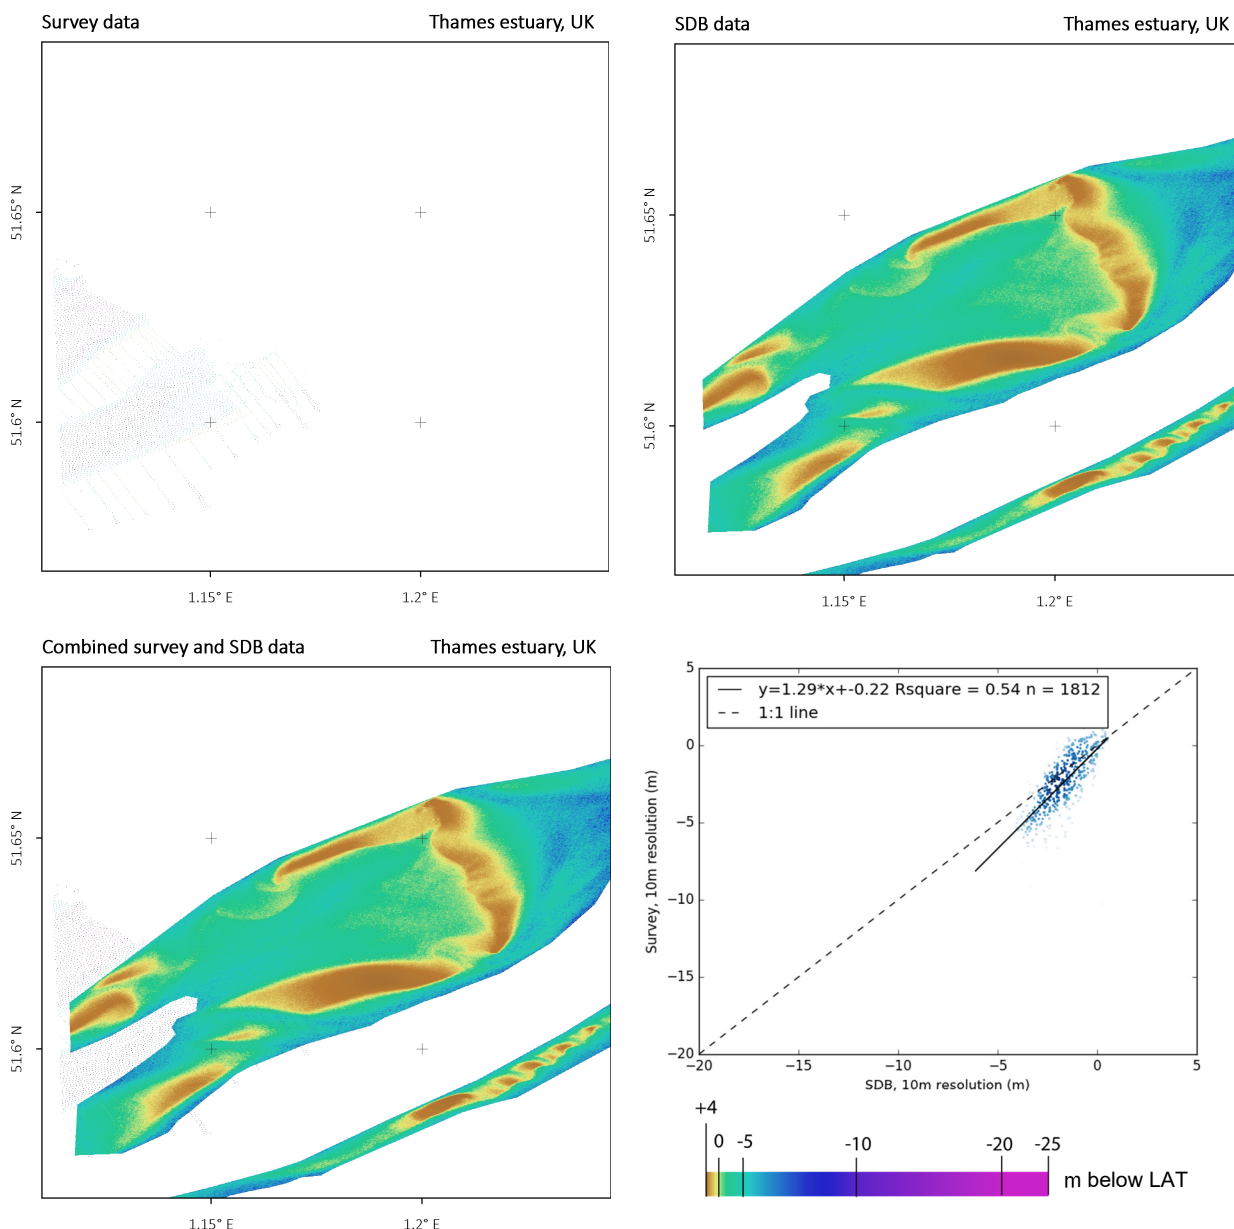 Survey data Thames estuary, UK
51.65° N
51.6° N
1.15° E 1.2° E
SDB data Thames estuary, UK
51.65° N
51.6° N
1.15° E 1.2° E
Combined survey and SDB data Thames estuary, UK
51.65° N
51.6° N
1.15° E 1.2° E
y=1.29*x+-0.22 Rsquare = 0.54 n = 1812
1:1 line
Survey, 10m resolution (m)
5
0
−5
−10
−15
−20
−20 −15 −10 −5 0 5
SDB, 10m resolution (m)
+4
0 -5 -10 -20 -25
m below LAT